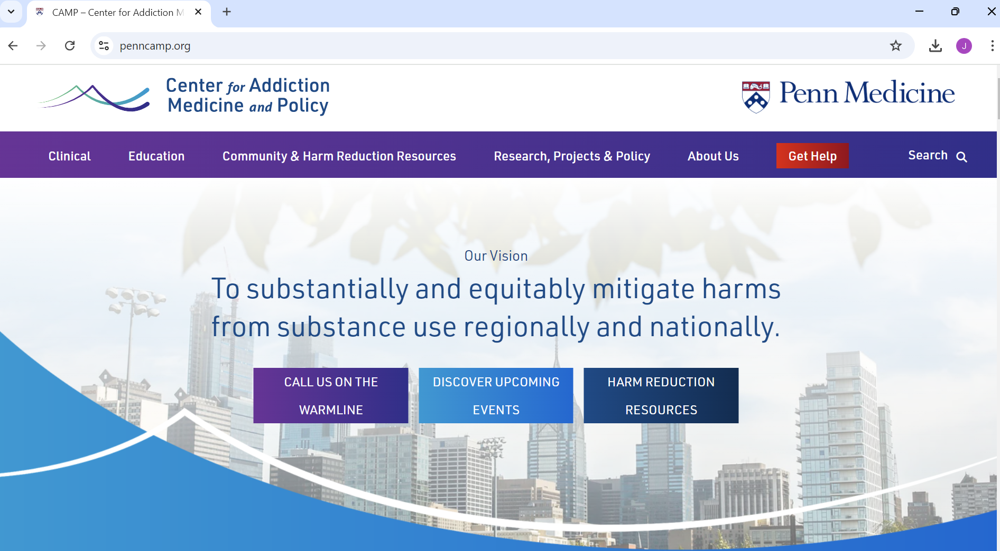 CAMP – Center for Addiction M
penncamp.org
J
Center for Addiction
Medicine and Policy
Penn Medicine
Clinical
Education
Community & Harm Reduction Resources
Research, Projects & Policy
About Us
Get Help
Search
Our Vision
To substantially and equitably mitigate harms
from substance use regionally and nationally.
CALL US ON THE
WARMLINE
DISCOVER UPCOMING
EVENTS
HARM REDUCTION
RESOURCES